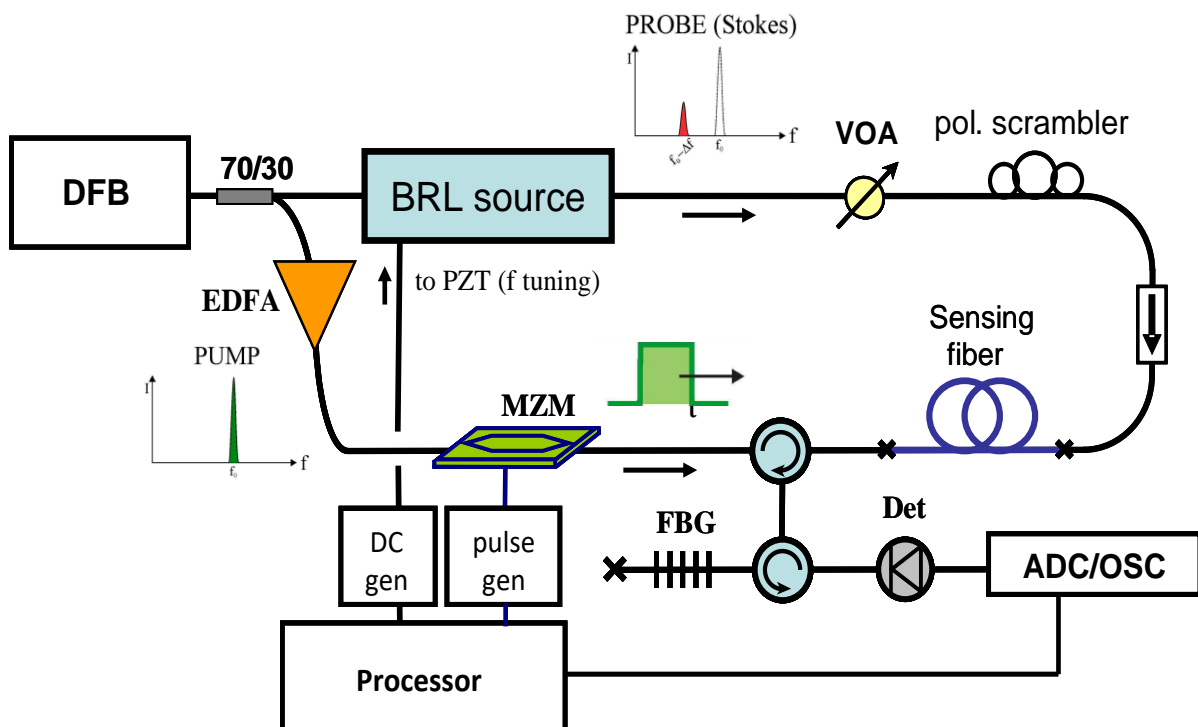 PROBE (Stokes)
I
f
f₀-Δf
f₀
VOA
pol. scrambler
DFB
70/30
BRL source
EDFA
to PZT (f tuning)
Sensing
fiber
PUMP
I
f
f₀
MZM
τ
DC
gen
pulse
gen
FBG
Det
ADC/OSC
Processor